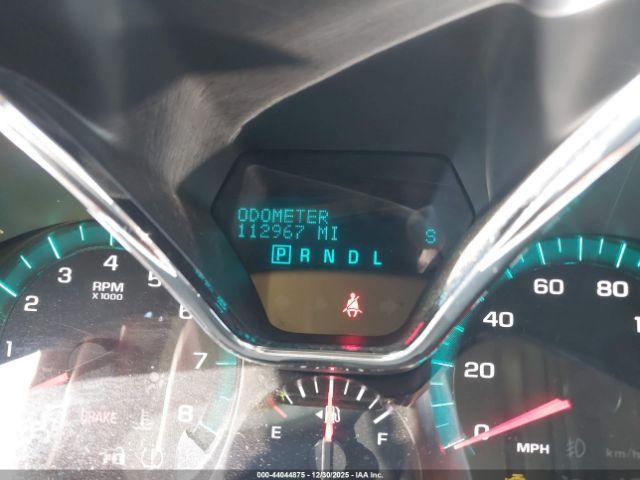 ODOMETER
112967 MI S
P R N D L
1 2 3 4 5 6 7 8
RPM
X1000
BRAKE
E F
0 20 40 60 80
MPH
km/h
000-44044875 - 12/30/2025 - IAA Inc.